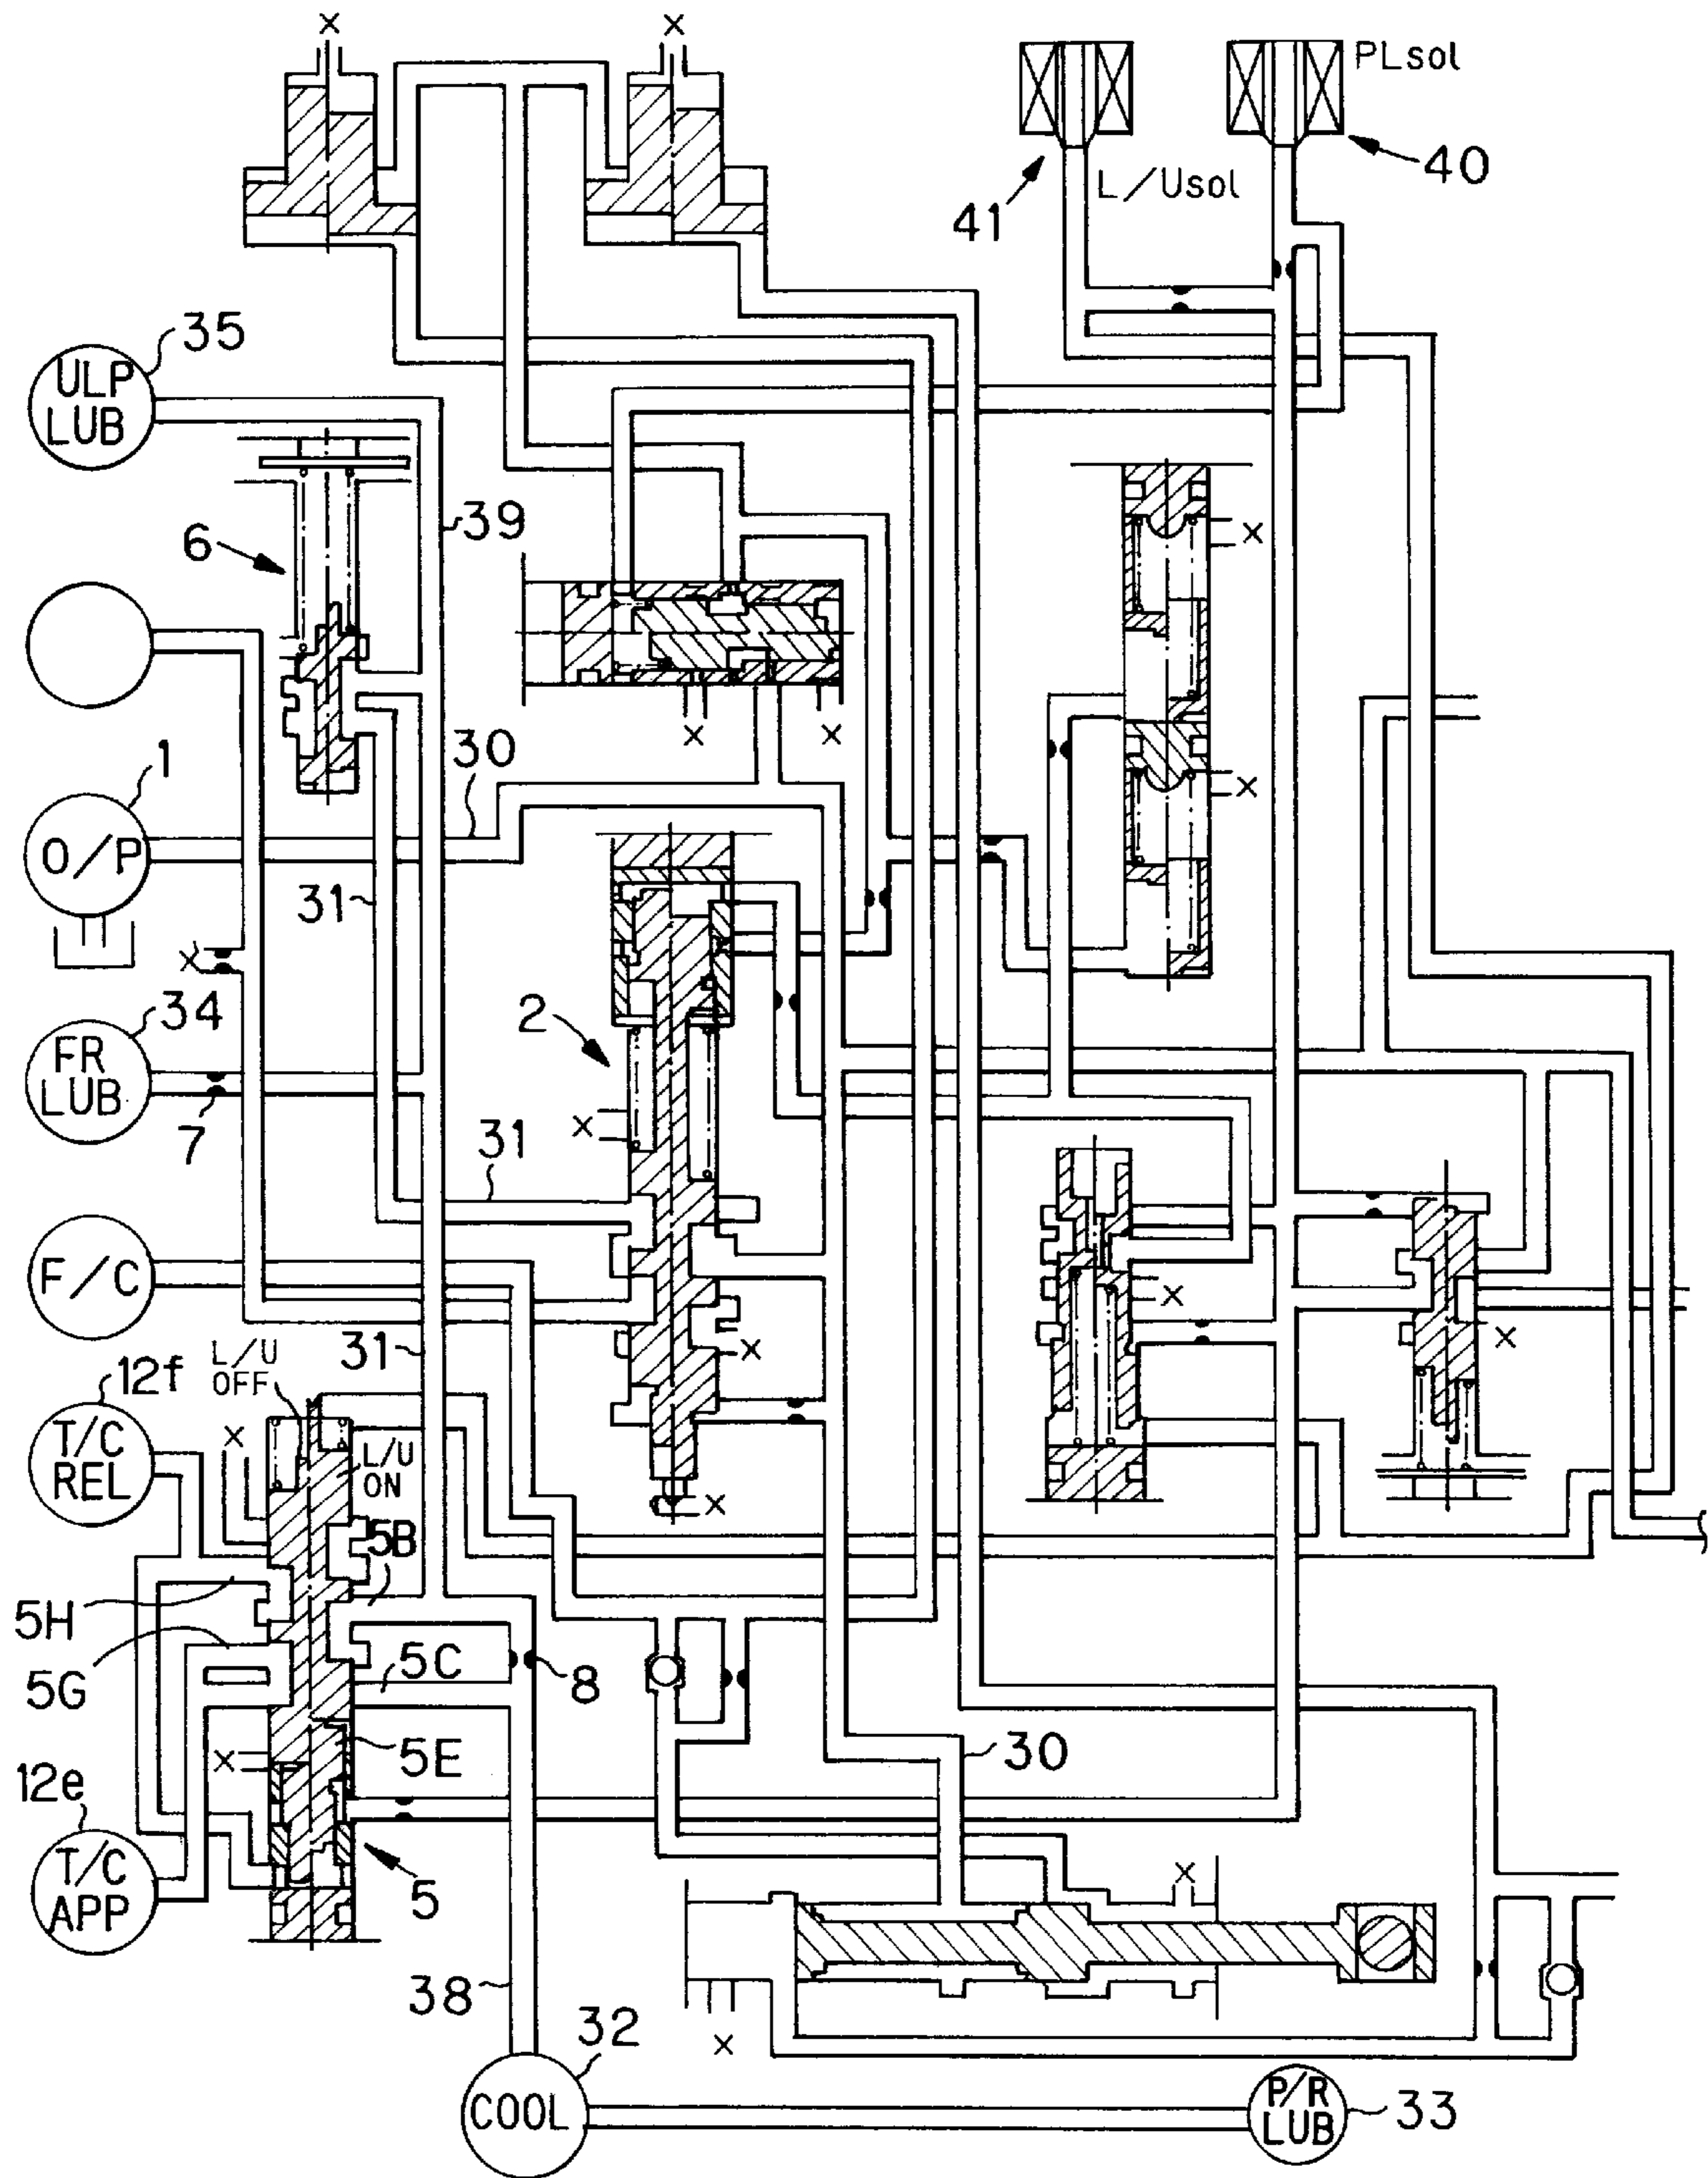 X
X
PLsol
40
L/Usol
41
35
ULP
LUB
39
6
X
X
X
X
1
30
O/P
31
X
34
2
FR
LUB
7
X
31
F/C
X
X
X
31
L/U
OFF
12f
T/C
REL
X
L/U
ON
X
5B
5H
5G
5C
8
X
5E
30
12e
T/C
APP
5
X
38
32
X
COOL
P/R
LUB
33